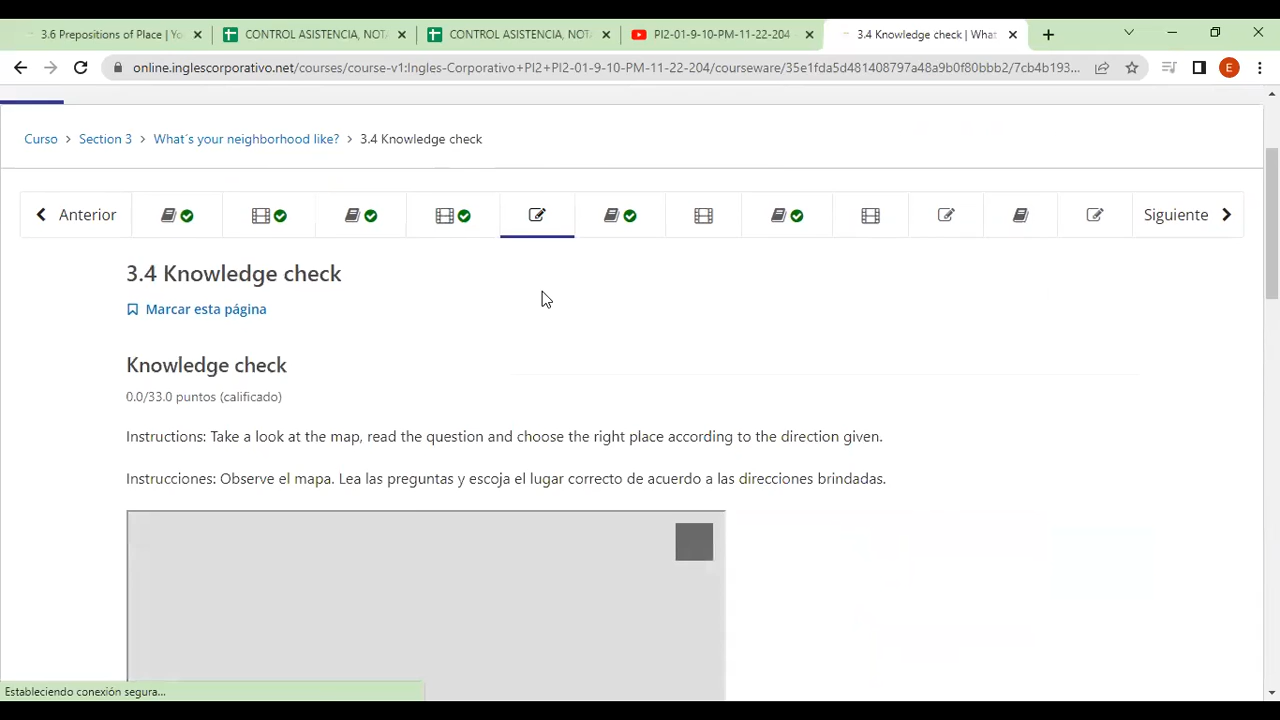 3.6 Prepositions of Place | Yo
CONTROL ASISTENCIA, NOTA
CONTROL ASISTENCIA, NOTA
PI2-01-9-10-PM-11-22-204
3.4 Knowledge check | What
online.inglescorporativo.net/courses/course-v1:Ingles-Corporativo+PI2+PI2-01-9-10-PM-11-22-204/courseware/35e1fda5d481408797a48a9b0f80bbb2/7cb4b193...
E
Curso > Section 3 > What´s your neighborhood like? > 3.4 Knowledge check
Anterior
Siguiente
3.4 Knowledge check
Marcar esta página
Knowledge check
0.0/33.0 puntos (calificado)
Instructions: Take a look at the map, read the question and choose the right place according to the direction given.
Instrucciones: Observe el mapa. Lea las preguntas y escoja el lugar correcto de acuerdo a las direcciones brindadas.
Estableciendo conexión segura...